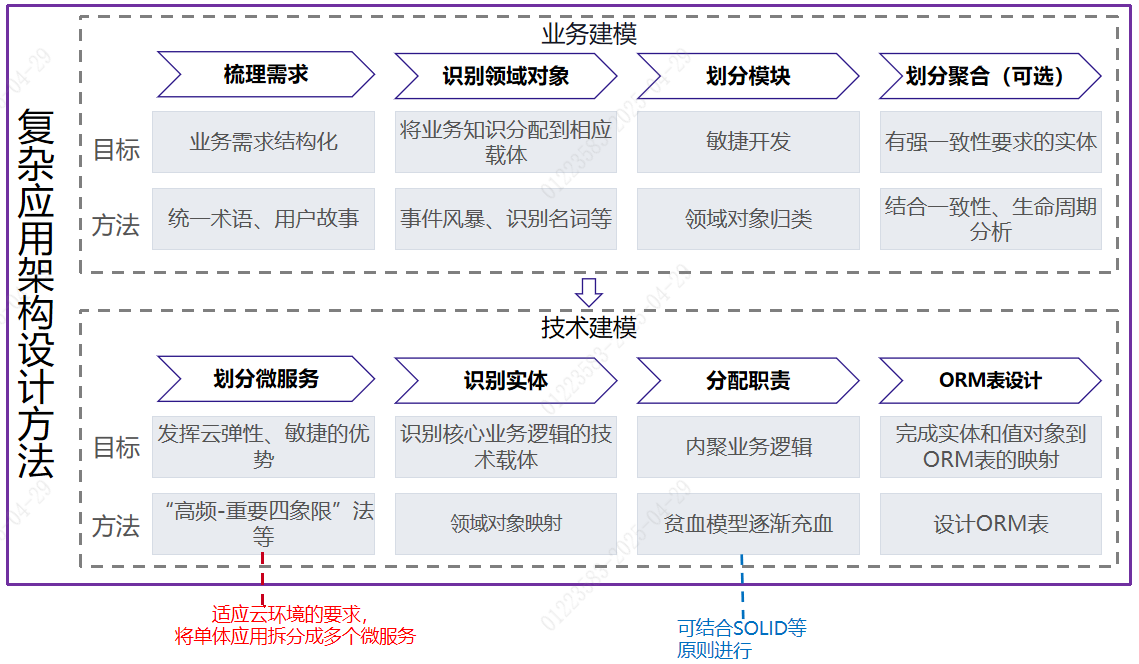 复杂应用架构设计方法
业务建模
梳理需求
识别领域对象
划分模块
划分聚合（可选）
目标
业务需求结构化
将业务知识分配到相应
载体
敏捷开发
有强一致性要求的实体
方法
统一术语、用户故事
事件风暴、识别名词等
领域对象归类
结合一致性、生命周期
分析
技术建模
划分微服务
识别实体
分配职责
ORM表设计
目标
发挥云弹性、敏捷的优
势
识别核心业务逻辑的技
术载体
内聚业务逻辑
完成实体和值对象到
ORM表的映射
方法
“高频-重要四象限”法
等
领域对象映射
贫血模型逐渐充血
设计ORM表
适应云环境的要求，
将单体应用拆分成多个微服务
可结合SOLID等
原则进行